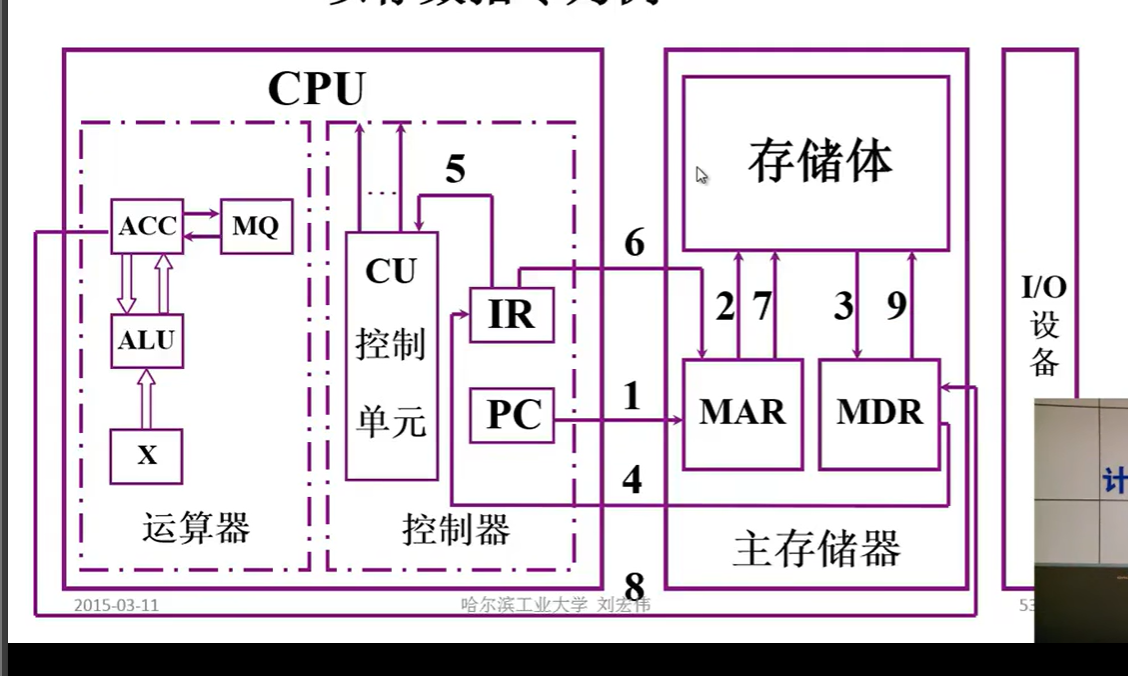 CPU
存储体
5
ACC
MQ
6
CU
控制
单元
IR
2
7
3
9
I/O
设
备
ALU
1
PC
MAR
MDR
X
4
计
运算器
控制器
主存储器
8
2015-03-11
哈尔滨工业大学 刘宏伟